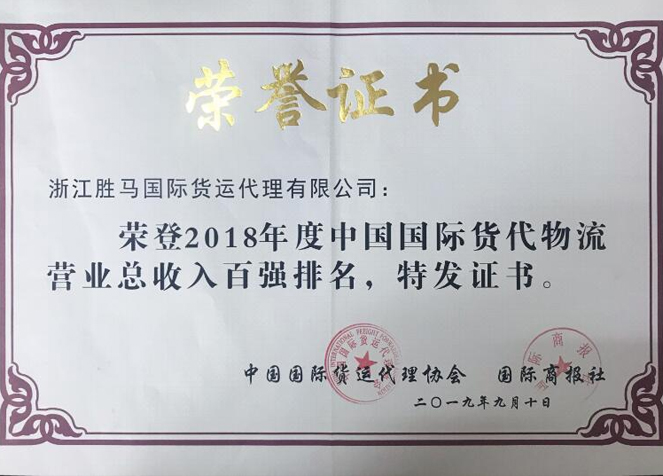 荣誉证书
浙江胜马国际货运代理有限公司：
荣登2018年度中国国际货代物流
营业总收入百强排名，特发证书。
中国国际货运代理协会 国际商报社
二〇一九年九月十日